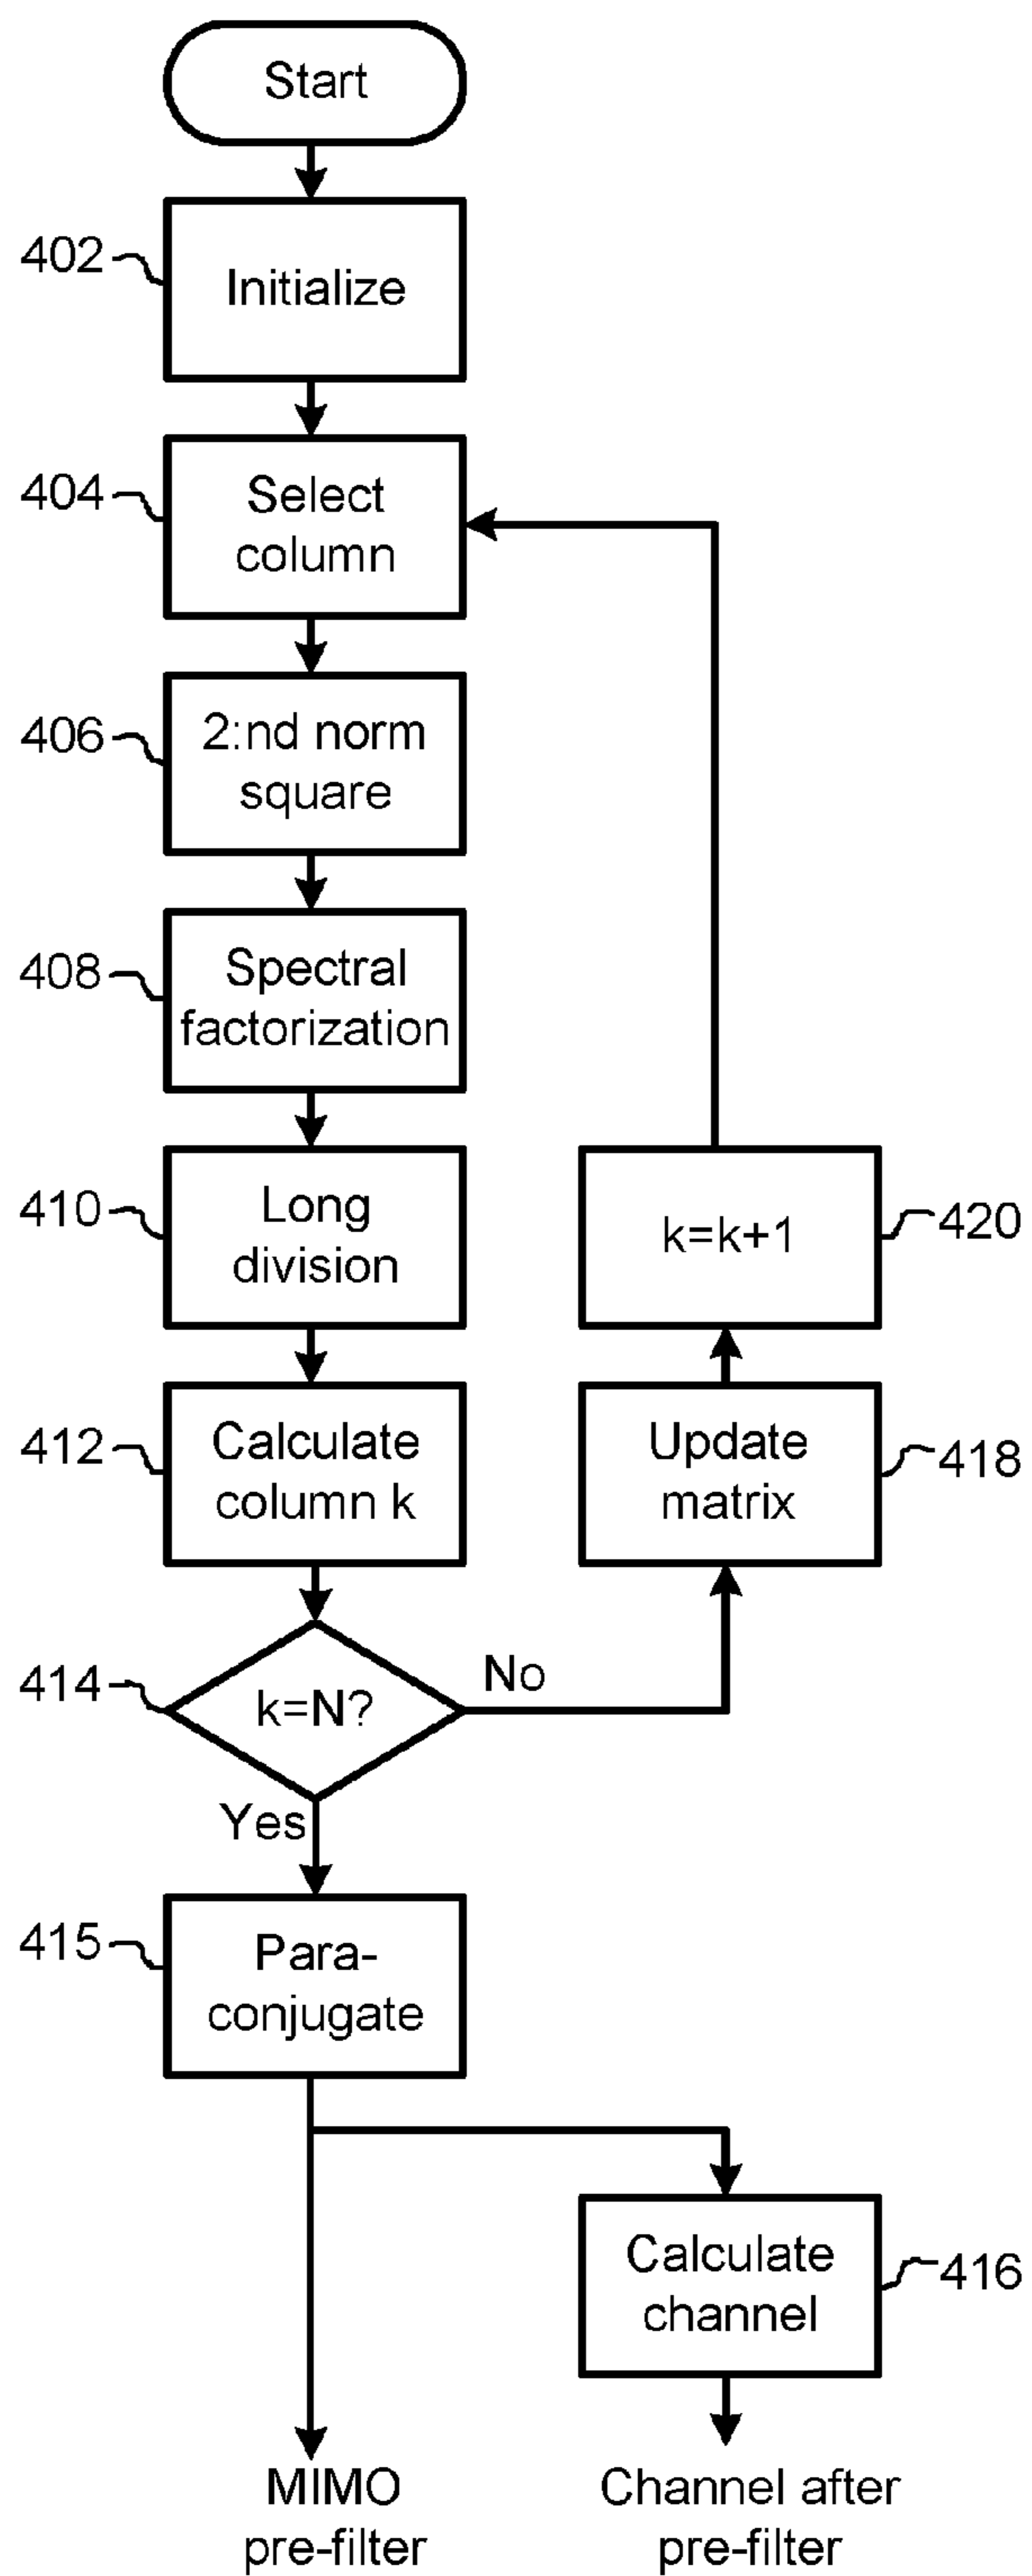 Start
402
Initialize
404
Select
column
406
2:nd norm
square
408
Spectral
factorization
410
Long
division
k=k+1
420
412
Calculate
column k
Update
matrix
418
414
k=N?
No
Yes
415
Para-
conjugate
Calculate
channel
416
MIMO
pre-filter
Channel after
pre-filter